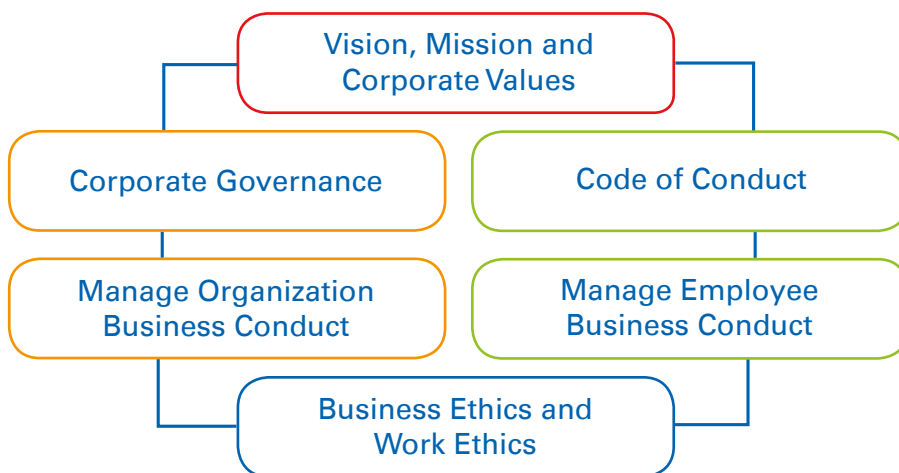 Vision, Mission and
Corporate Values
Corporate Governance
Code of Conduct
Manage Organization
Business Conduct
Manage Employee
Business Conduct
Business Ethics and
Work Ethics